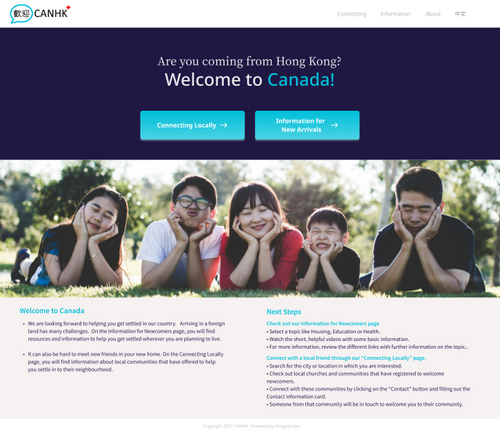 歡迎 CANHK
Connecting Information About 中文
Are you coming from Hong Kong?
Welcome to Canada!
Connecting Locally →
Information for
New Arrivals →
Welcome to Canada
• We are looking forward to helping you get settled in our country. Arriving in a foreign
land has many challenges. On the Information for Newcomers page, you will find
resources and information to help you get settled wherever you are planning to live.
• It can also be hard to meet new friends in your new home. On the Connecting Locally
page, you will find information about local communities that have offered to help
you settle in to their neighbourhood.
Next Steps
Check out our Information for Newcomers page
• Select a topic like Housing, Education or Health.
• Watch the short, helpful videos with some basic information.
• For more information, review the different links with further information on the topic..
Connect with a local friend through our "Connecting Locally" page.
• Search for the city or location in which you are interested.
• Check out local churches and communities that have registered to welcome
newcomers.
• Connect with these communities by clicking on the "Contact" button and filling out the
Contact information card.
• Someone from that community will be in touch to welcome you to their community.
Copyright 2021 CANHK. Powered by